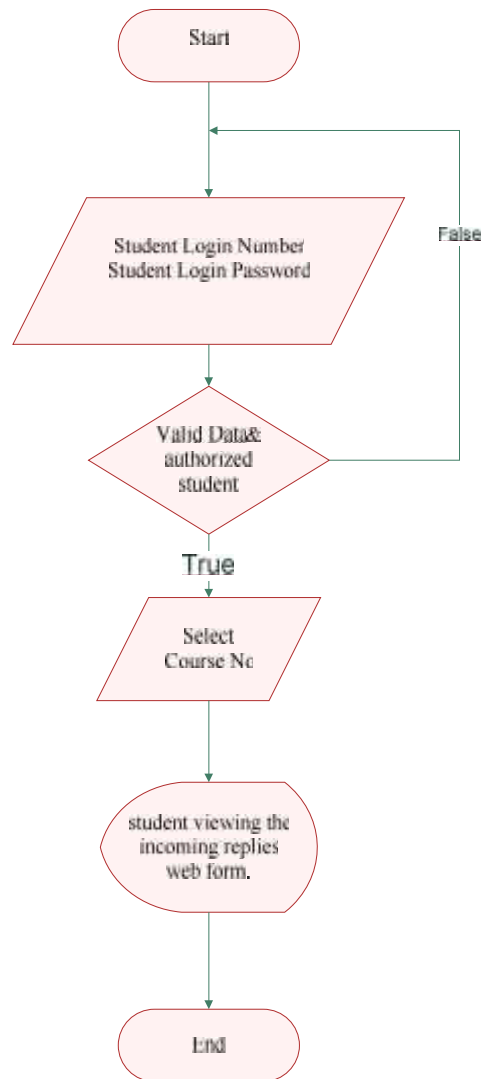 Start
False
Student Login Number
Student Login Password
Valid Data&
authorized
student
True
Select
Course No
student viewing the
incoming replies
web form.
End